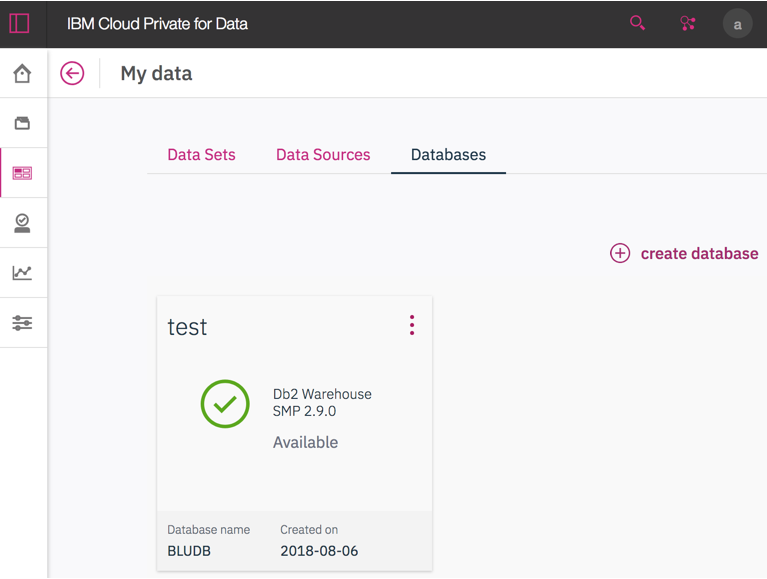 IBM Cloud Private for Data
a
My data
Data Sets Data Sources Databases
create database
test
Db2 Warehouse
SMP 2.9.0
Available
Database name Created on
BLUDB 2018-08-06